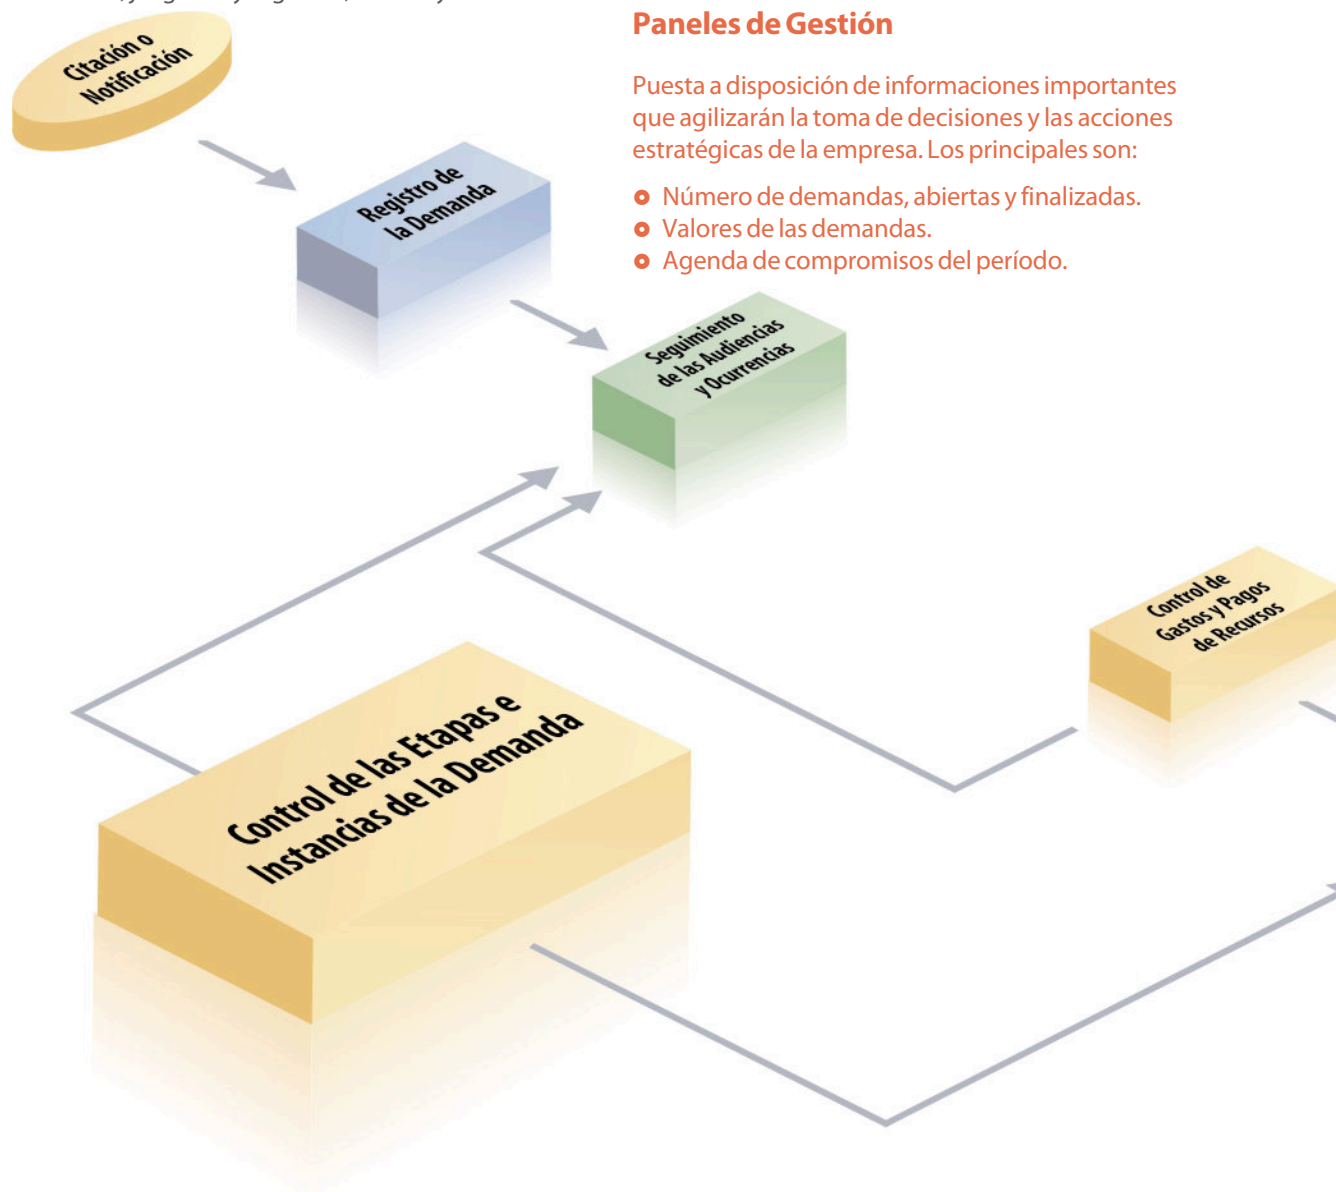 Paneles de Gestión
Puesta a disposición de informaciones importantes
que agilizarán la toma de decisiones y las acciones
estratégicas de la empresa. Los principales son:
Número de demandas, abiertas y finalizadas.
Valores de las demandas.
Agenda de compromisos del período.
Citación o
Notificación
Registro de
la Demanda
Seguimiento
de las Audiencias
y Ocurrencias
Control de
Gastos y Pagos
de Recursos
Control de las Etapas e
Instancias de la Demanda